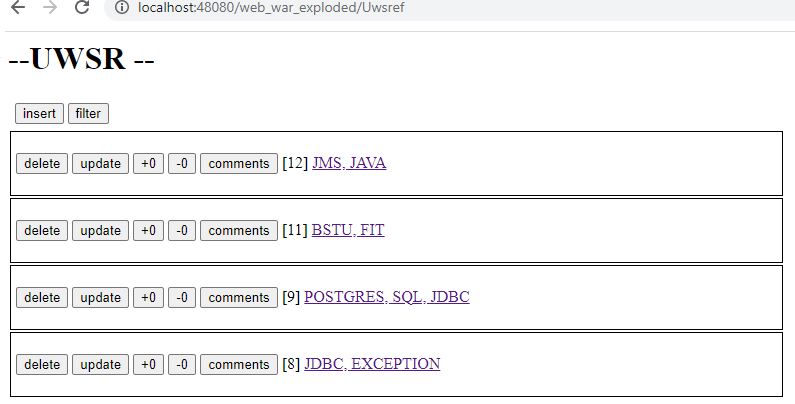 localhost:48080/web_war_exploded/Uwsref
--UWSR --
insert filter
delete update +0 -0 comments [12] JMS, JAVA
delete update +0 -0 comments [11] BSTU, FIT
delete update +0 -0 comments [9] POSTGRES, SQL, JDBC
delete update +0 -0 comments [8] JDBC, EXCEPTION